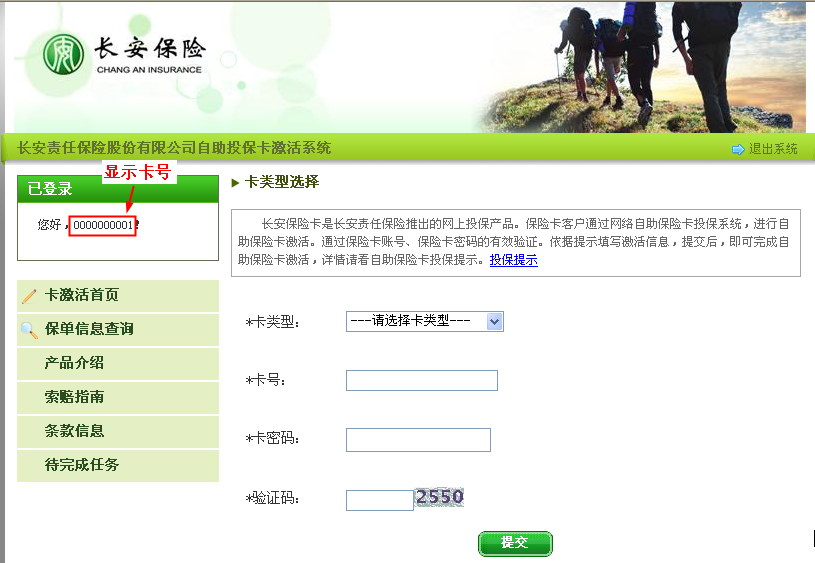 长安保险
CHANG AN INSURANCE
长安责任保险股份有限公司自助投保卡激活系统
退出系统
显示卡号
已登录
您好，0000000001?
卡激活首页
保单信息查询
产品介绍
索赔指南
条款信息
待完成任务
卡类型选择
长安保险卡是长安责任保险推出的网上投保产品。保险卡客户通过网络自助保险卡投保系统，进行自
助保险卡激活。通过保险卡账号、保险卡密码的有效验证。依据提示填写激活信息，提交后，即可完成自
助保险卡激活，详情请看自助保险卡投保提示。投保提示
*卡类型： ---请选择卡类型---
*卡号：
*卡密码：
*验证码： 2550
提交